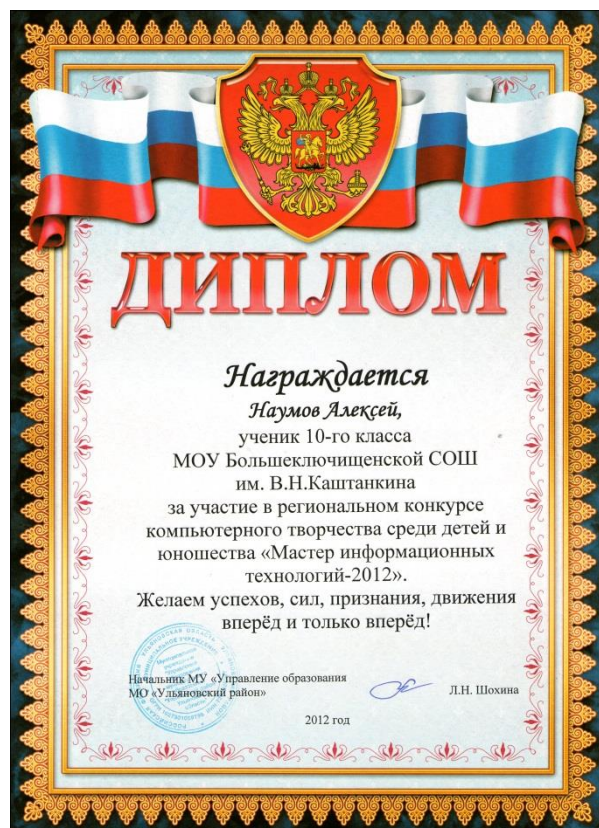 ДИПЛОМ
Награждается
Наумов Алексей,
ученик 10-го класса
МОУ Большеключищенской СОШ
им. В.Н.Каштанкина
за участие в региональном конкурсе
компьютерного творчества среди детей и
юношества «Мастер информационных
технологий-2012».
Желаем успехов, сил, признания, движения
вперёд и только вперёд!
Начальник МУ «Управление образования
МО «Ульяновский район»
Л.Н. Шохина
2012 год